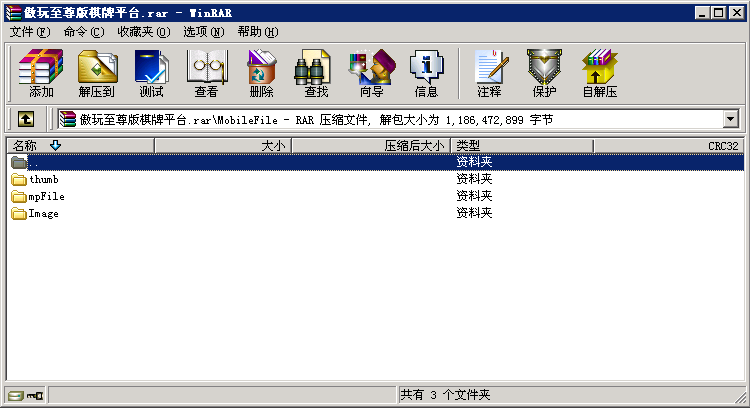 傲玩至尊版棋牌平台.rar - WinRAR
文件(F) 命令(C) 收藏夹(O) 选项(N) 帮助(H)
添加 解压到 测试 查看 删除 查找 向导 信息 注释 保护 自解压
傲玩至尊版棋牌平台.rar\MobileFile - RAR 压缩文件, 解包大小为 1,186,472,899 字节
名称 大小 压缩后大小 类型 CRC32
.. 资料夹
thumb 资料夹
mpFile 资料夹
Image 资料夹
共有 3 个文件夹